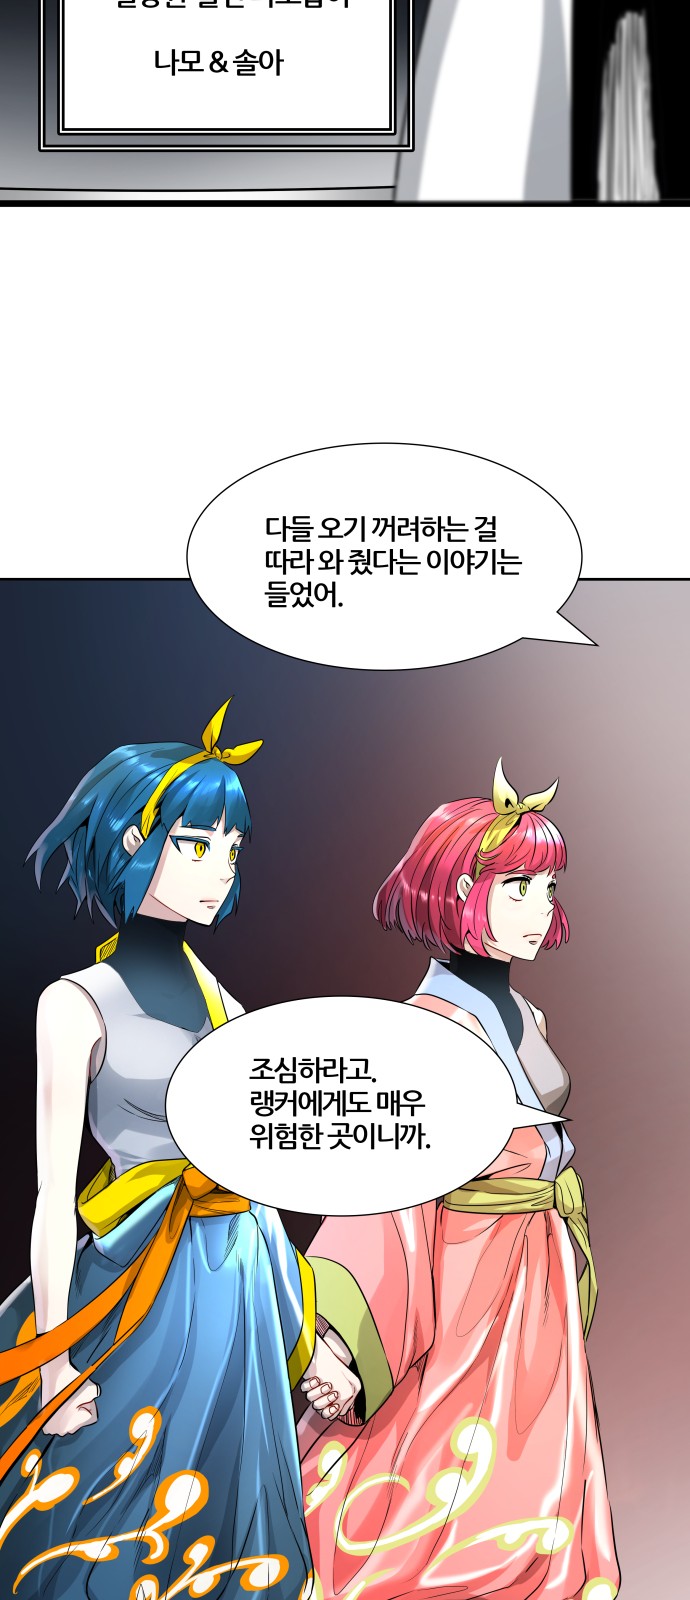 나모 & 솔아
다들 오기 꺼려하는 걸
따라 와 줬다는 이야기는
들었어.
조심하라고.
랭커에게도 매우
위험한 곳이니까.